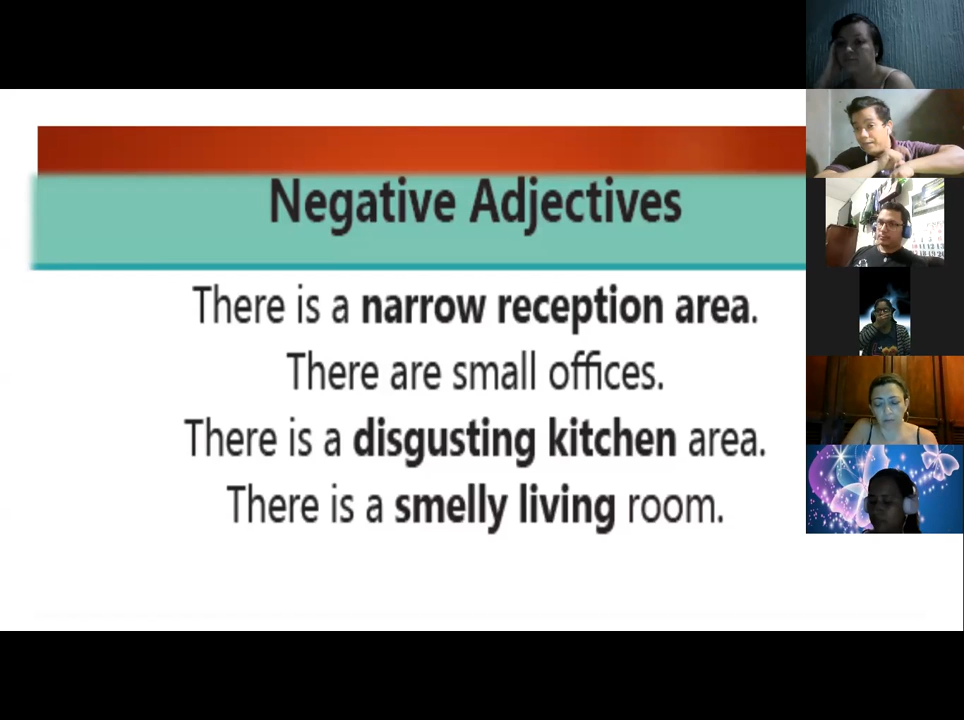 Negative Adjectives
There is a narrow reception area.
There are small offices.
There is a disgusting kitchen area.
There is a smelly living room.